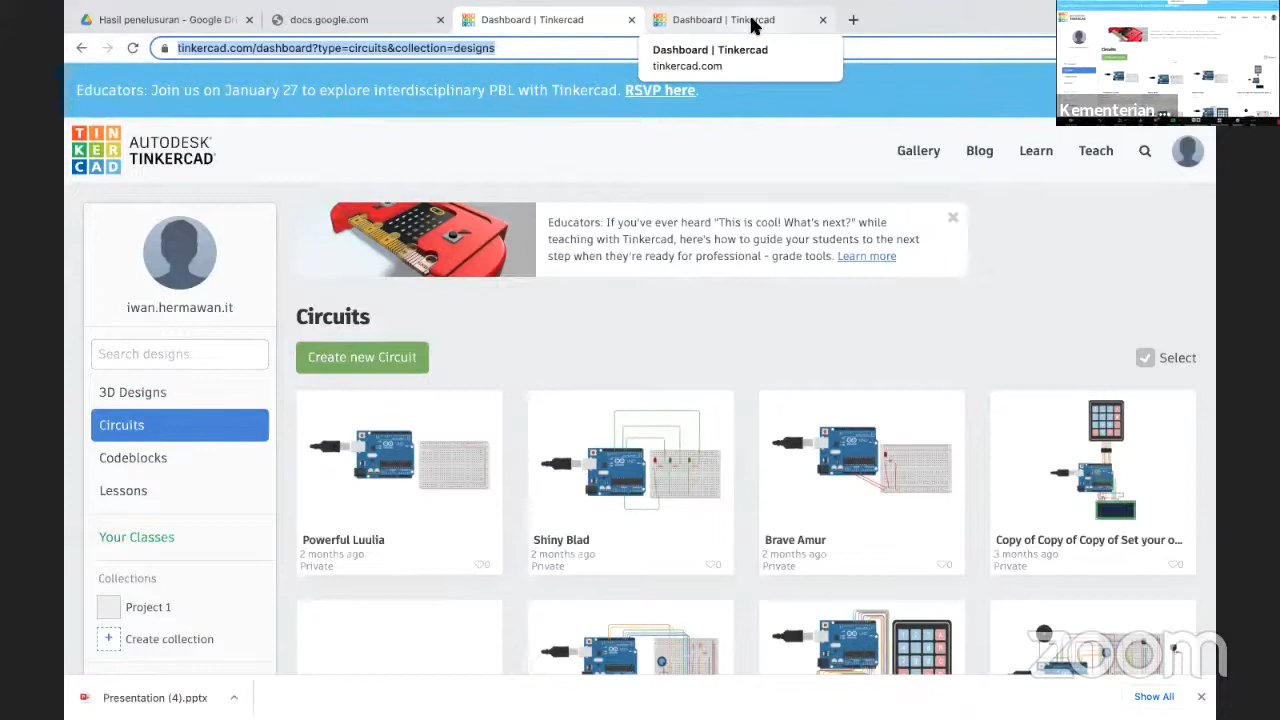 Hasil penelusuran - Google Dri
docs.google.com
Dashboard | Tinkercad
Dashboard | Tinkercad
tinkercad.com/dashboard?type=circuits&collection=designs
Dashboard | Tinkercad
tinkercad.com
Educators: Join us on January 27 to explore interdisciplinary PBL with Tinkercad. RSVP here.
Kementerian ...
TIN
KER
CAD
AUTODESK
TINKERCAD
Gallery
Blog
Learn
Teach
Educators: If you've ever heard "This is cool! What's next?" while
teaching with Tinkercad, here's how to guide your students to the next
step when they're ready for professional - grade tools. Learn more
iwan.hermawan.it
Search designs...
3D Designs
Circuits
Codeblocks
Lessons
Your Classes
Collections
Project 1
Create collection
Circuits
Create new Circuit
Select
Powerful Luulia
2 months ago
Private
0
Shiny Blad
2 months ago
Private
0
Brave Amur
2 months ago
Private
0
Copy of Copy of Copy of Set your o...
3 months ago
Private
0
zoom
Presentation (4).pptx
Show All